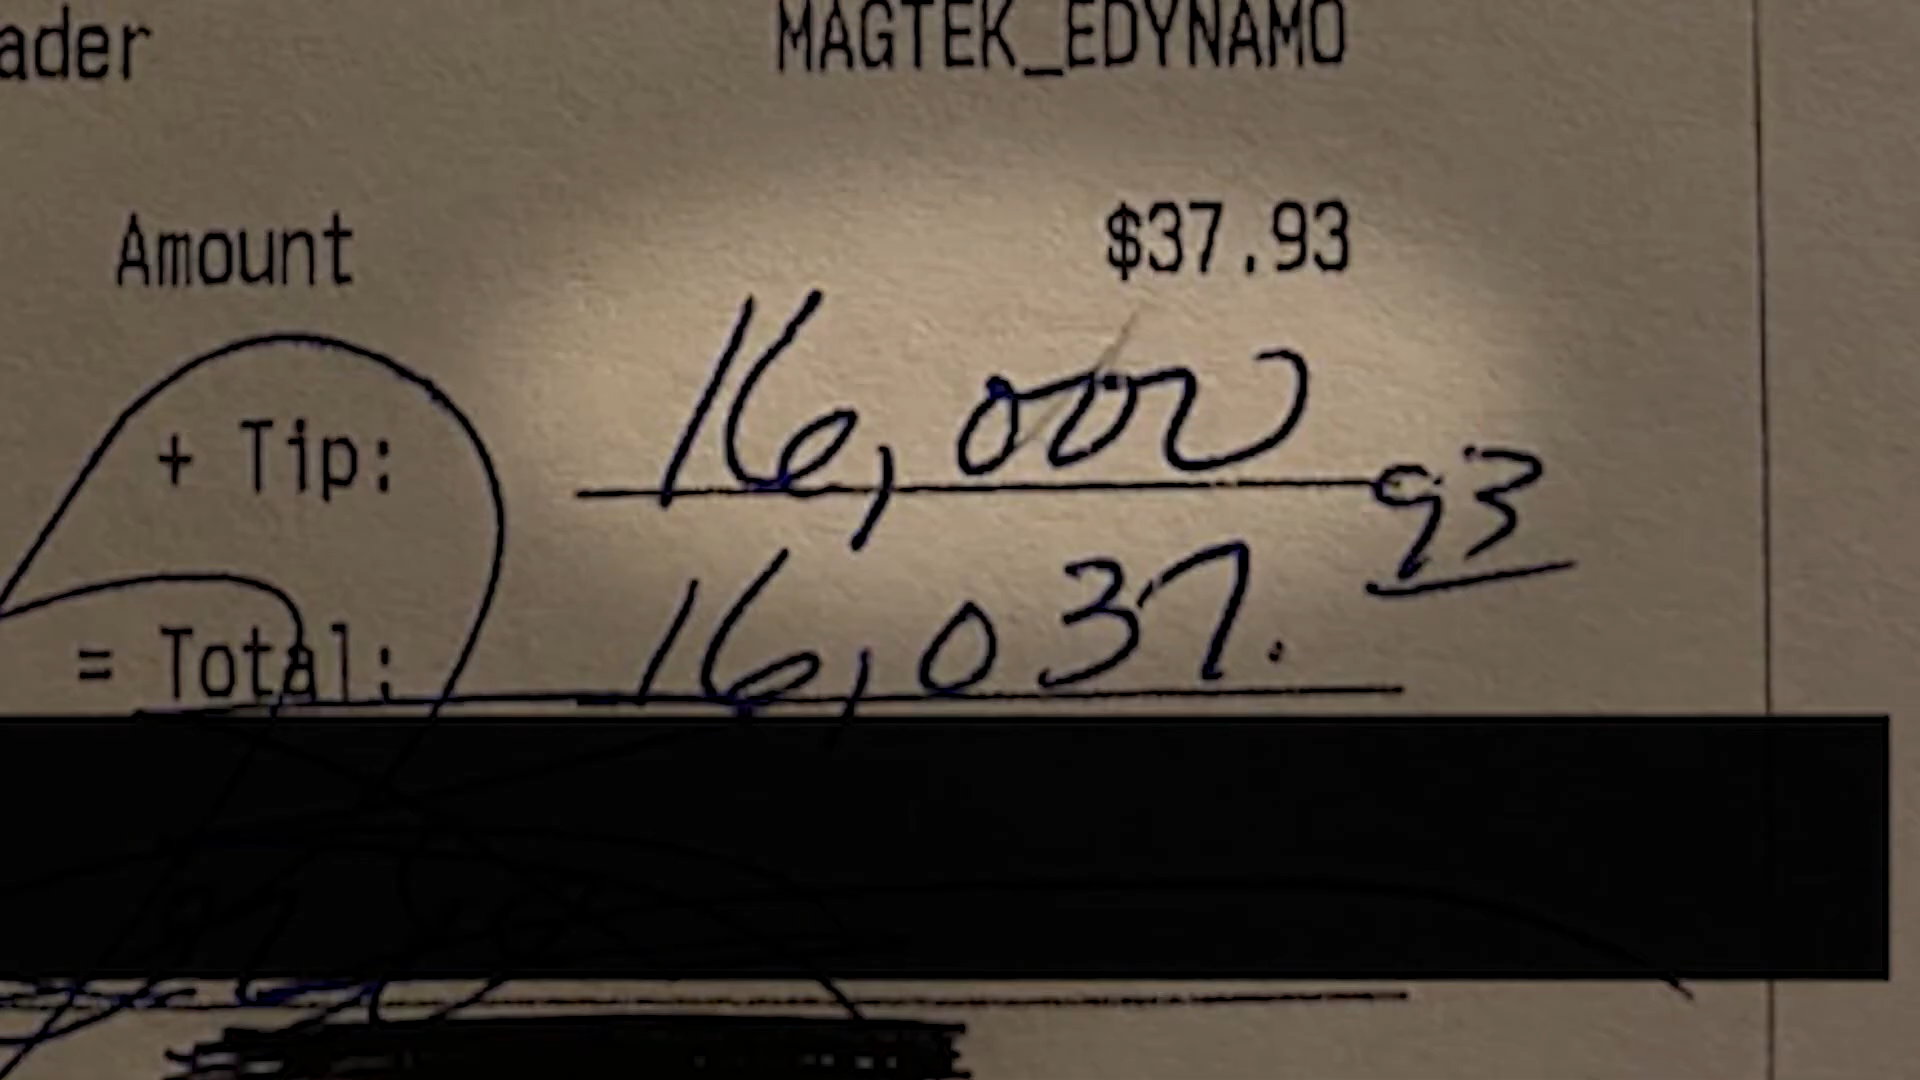 ader MAGTEK_EDYNAMO
Amount $37.93
+ Tip: 16,000
= Total: 16,037.93